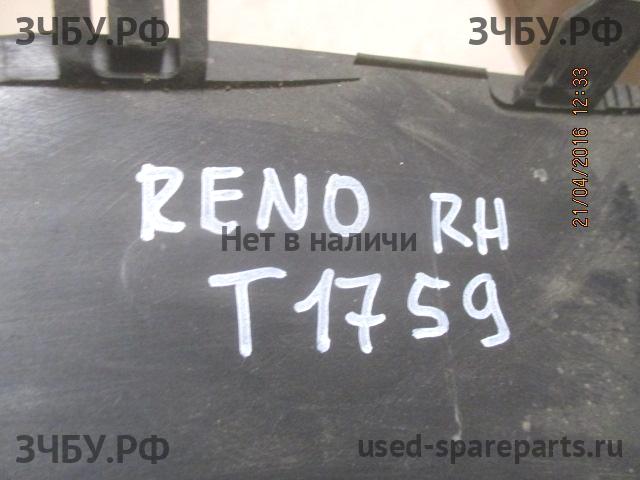 ЗЧБУ.РФ ЗЧБУ.РФ
21/04/2016 12:33
RENO RH
Нет в наличи
T1759
ЗЧБУ.РФ used-spareparts.ru